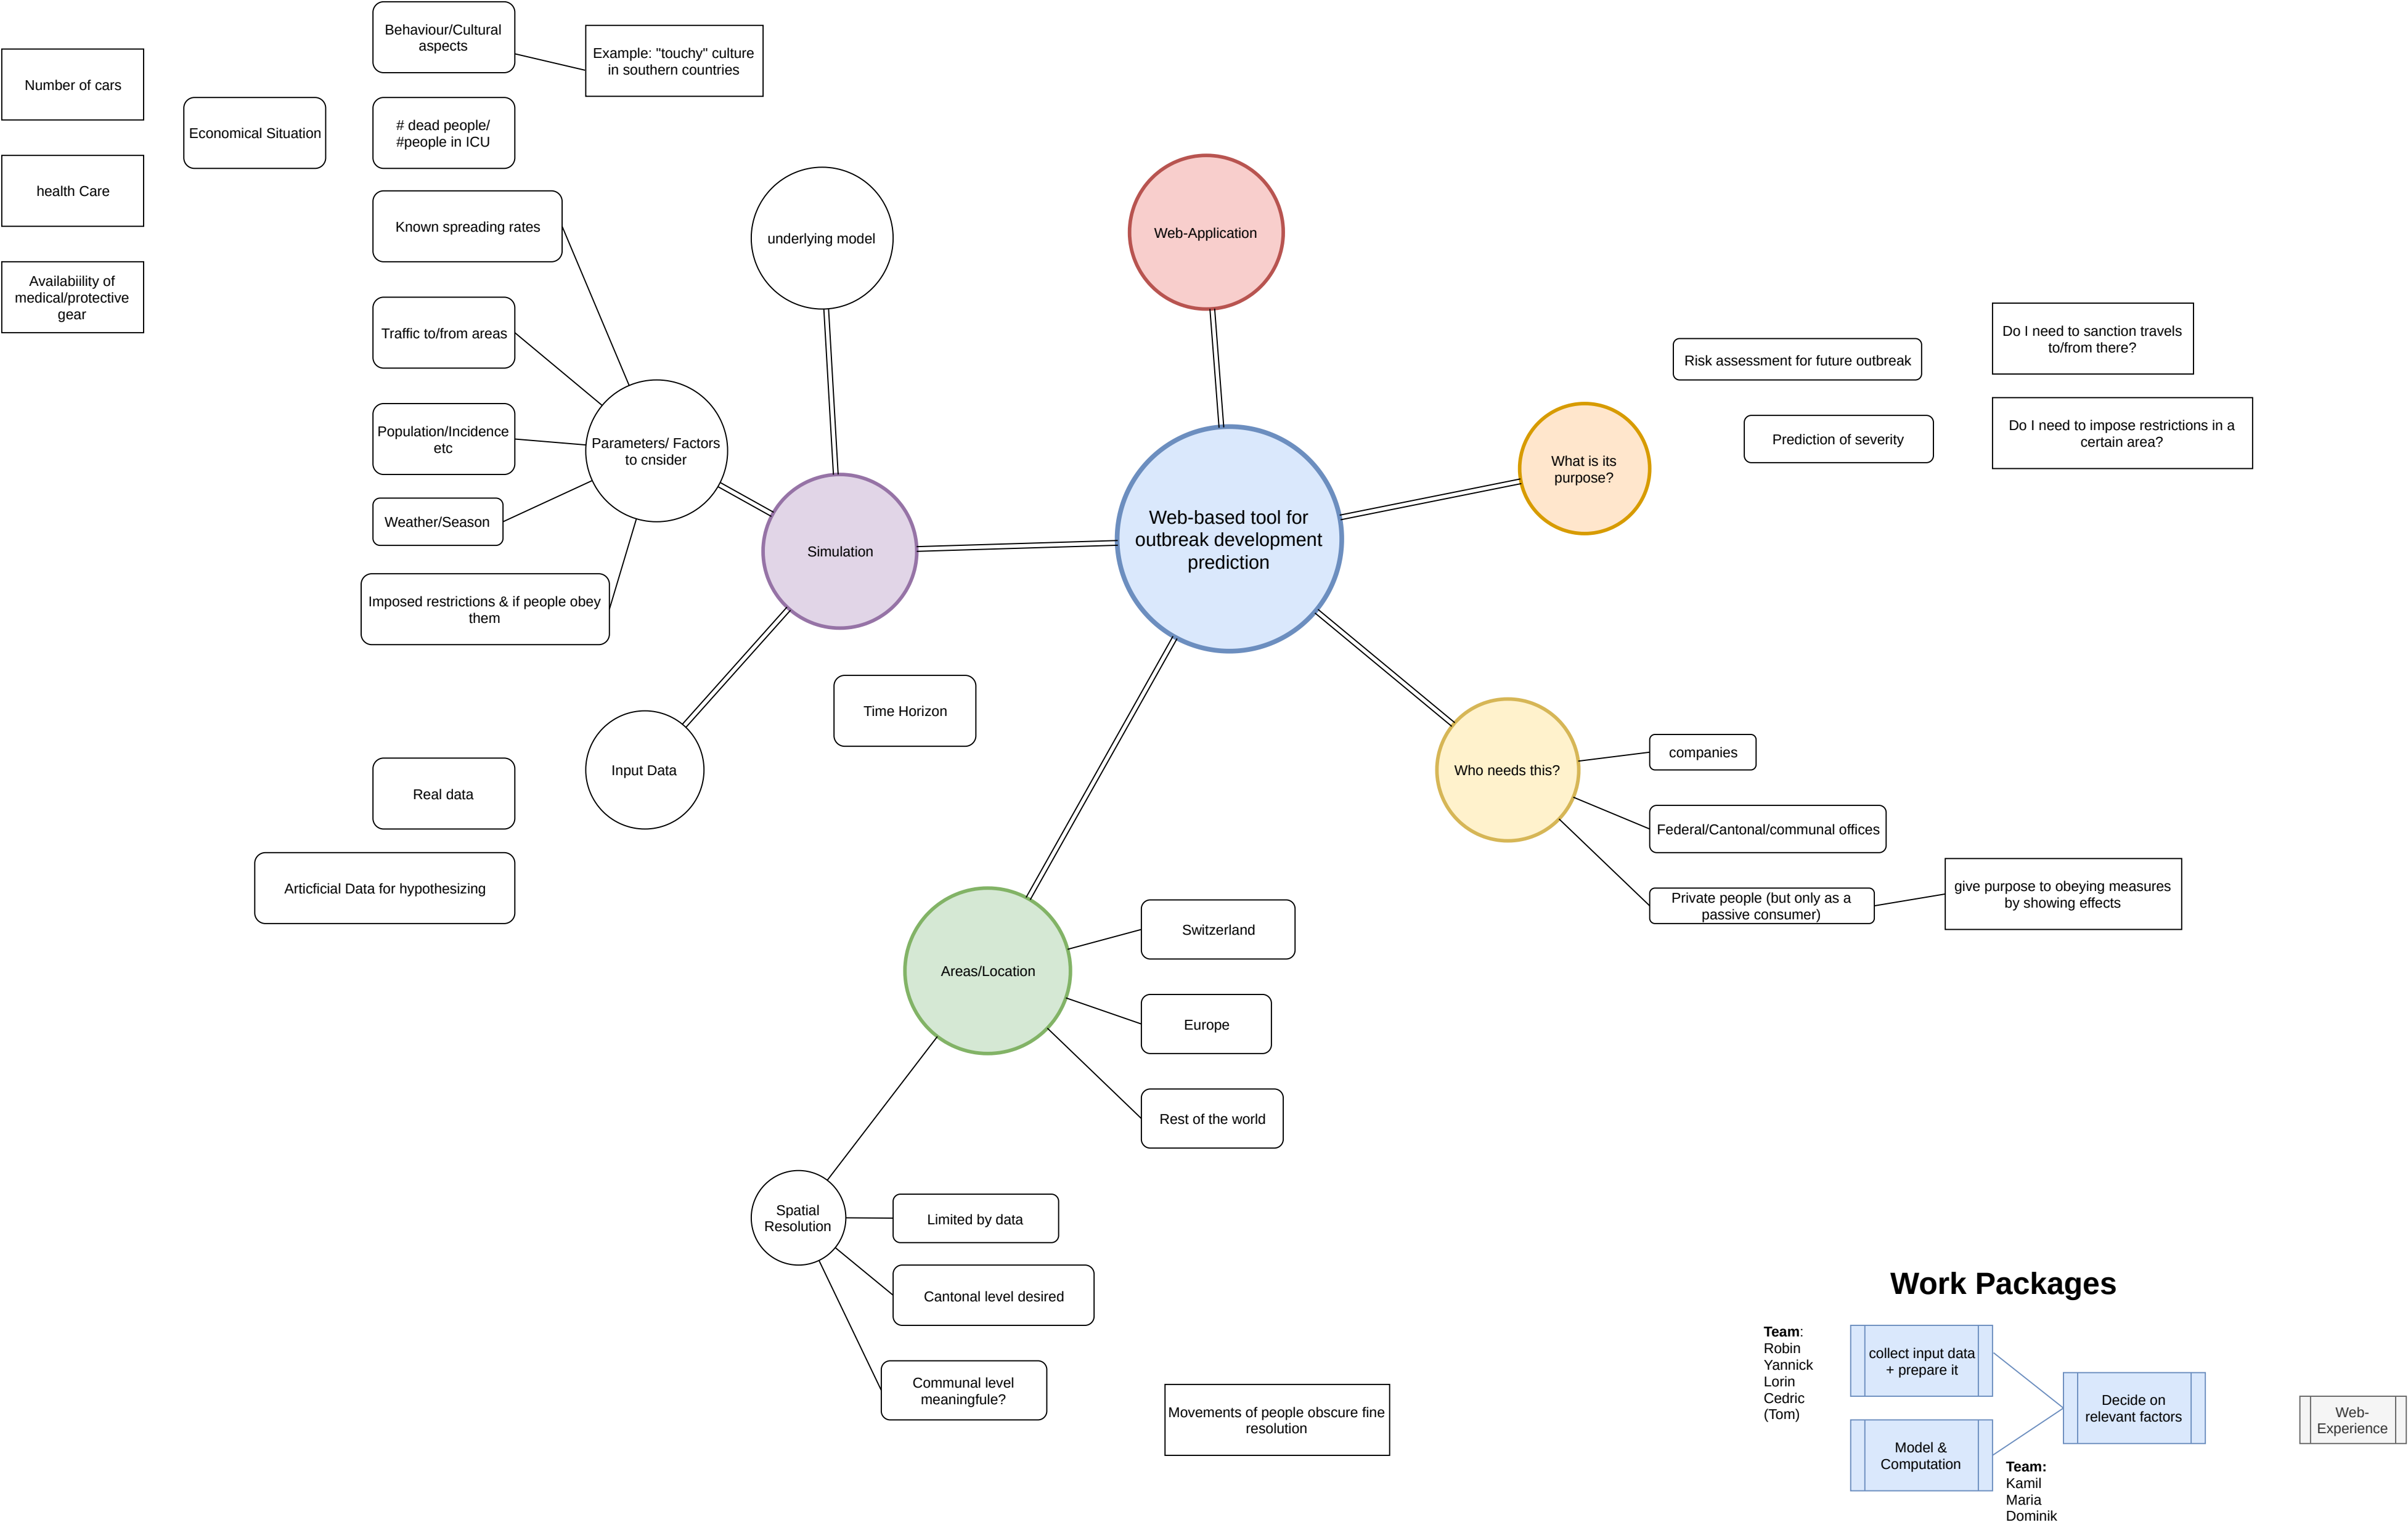 Behaviour/Cultural
aspects
Example: "touchy" culture
in southern countries
Number of cars
Economical Situation
# dead people/
#people in ICU
health Care
Known spreading rates
underlying model
Web-Application
Availabiility of
medical/protective
gear
Traffic to/from areas
Do I need to sanction travels
to/from there?
Risk assessment for future outbreak
Population/Incidence
etc
Parameters/ Factors
to cnsider
What is its
purpose?
Prediction of severity
Do I need to impose restrictions in a
certain area?
Weather/Season
Simulation
Web-based tool for
outbreak development
prediction
Imposed restrictions & if people obey
them
Time Horizon
Input Data
Real data
Articficial Data for hypothesizing
Who needs this?
companies
Federal/Cantonal/communal offices
Private people (but only as a
passive consumer)
give purpose to obeying measures
by showing effects
Areas/Location
Switzerland
Europe
Rest of the world
Spatial
Resolution
Limited by data
Cantonal level desired
Communal level
meaningfule?
Movements of people obscure fine
resolution
Work Packages
Team:
Robin
Yannick
Lorin
Cedric
(Tom)
collect input data
+ prepare it
Model &
Computation
Decide on
relevant factors
Web-
Experience
Team:
Kamil
Maria
Dominik